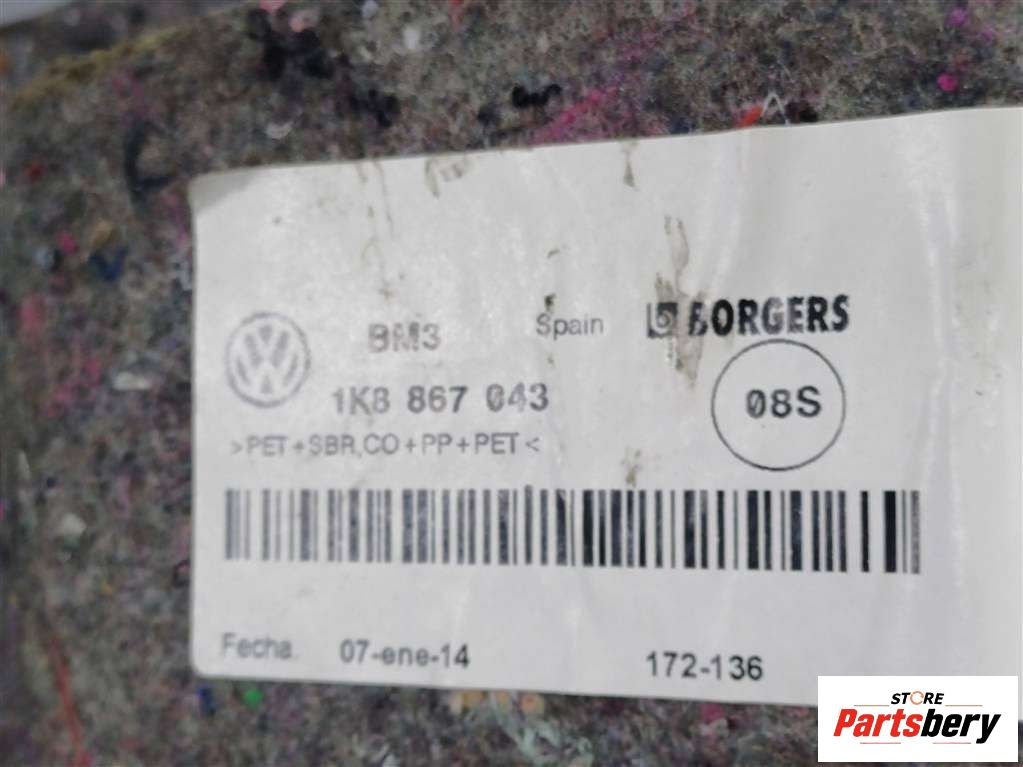 VW
BM3 Spain BORGERS
1K8 867 043
08S
>PET+SBR,CO+PP+PET<
Fecha. 07-ene-14 172-136
STORE
Partsbery